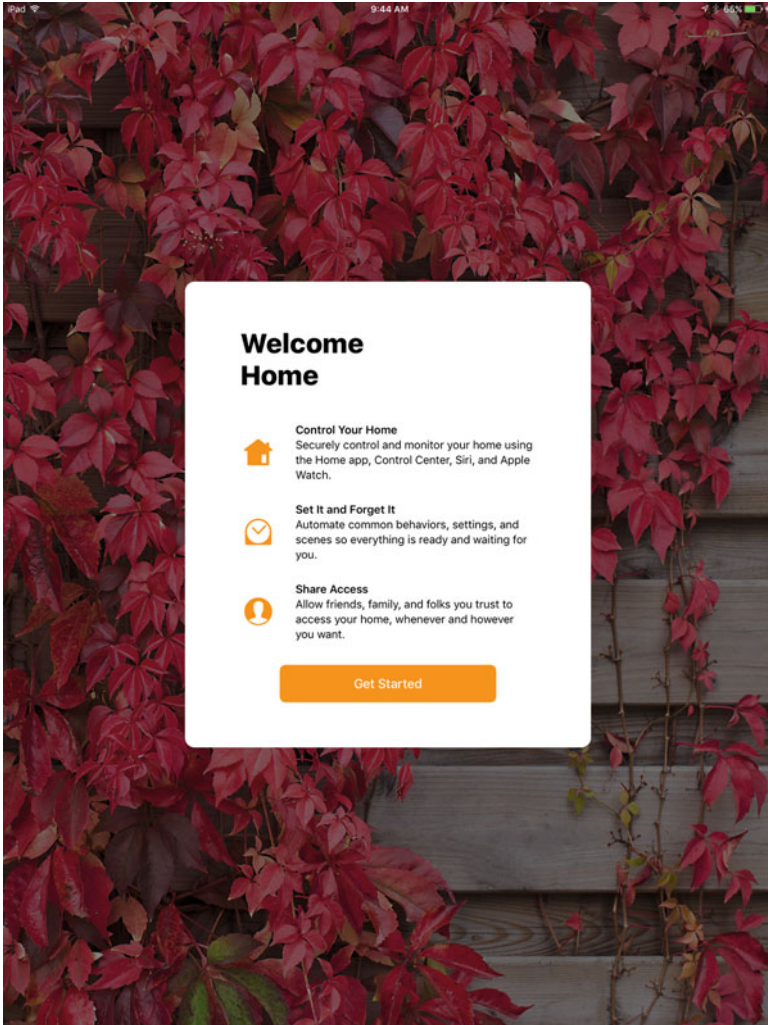 iPad
9:44 AM
65%
Welcome
Home
Control Your Home
Securely control and monitor your home using
the Home app, Control Center, Siri, and Apple
Watch.
Set It and Forget It
Automate common behaviors, settings, and
scenes so everything is ready and waiting for
you.
Share Access
Allow friends, family, and folks you trust to
access your home, whenever and however
you want.
Get Started